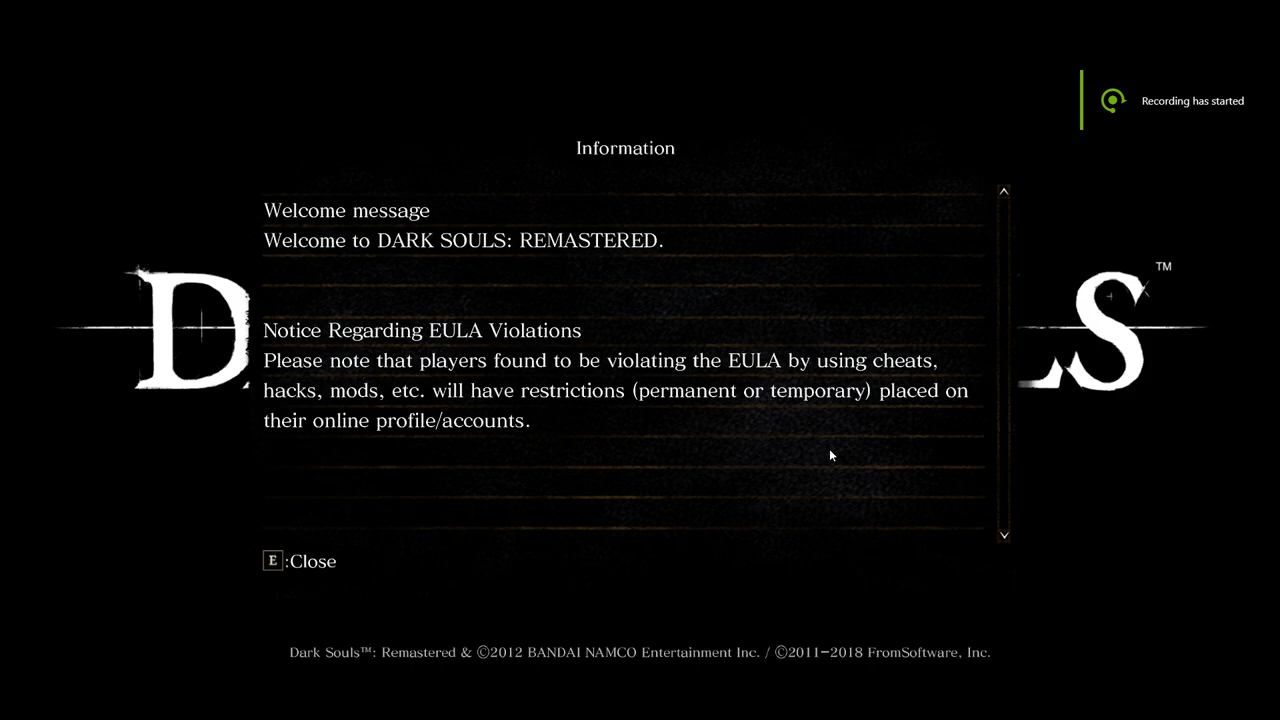 Recording has started
Information
Welcome message
Welcome to DARK SOULS: REMASTERED.
D S™
Notice Regarding EULA Violations
Please note that players found to be violating the EULA by using cheats,
hacks, mods, etc. will have restrictions (permanent or temporary) placed on
their online profile/accounts.
E:Close
Dark Souls™: Remastered & ©2012 BANDAI NAMCO Entertainment Inc. / ©2011-2018 FromSoftware, Inc.